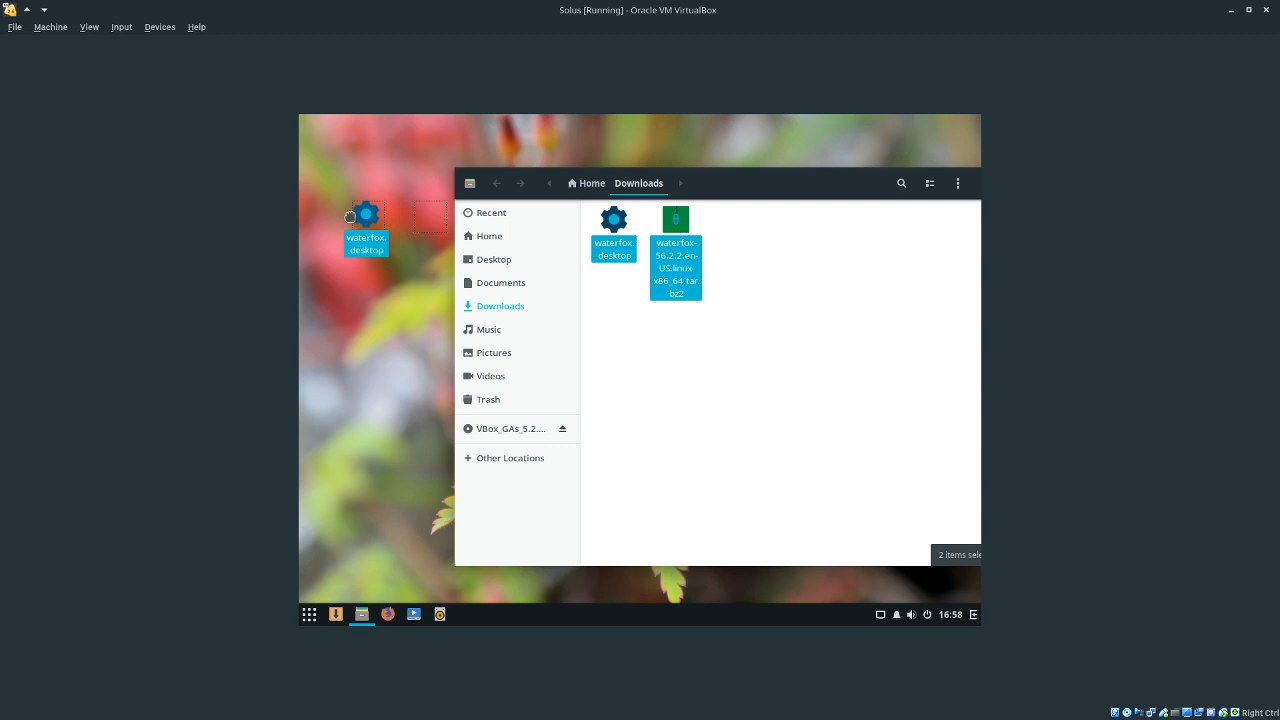 Solus [Running] - Oracle VM VirtualBox
File Machine View Input Devices Help
Home Downloads
waterfox.
desktop
Recent
Home
Desktop
Documents
Downloads
Music
Pictures
Videos
Trash
VBox_GAs_5.2....
Other Locations
waterfox.
desktop
waterfox-
56.2.2.en-
US.linux-
x86_64.tar.
bz2
2 items sele
16:58
Right Ctrl